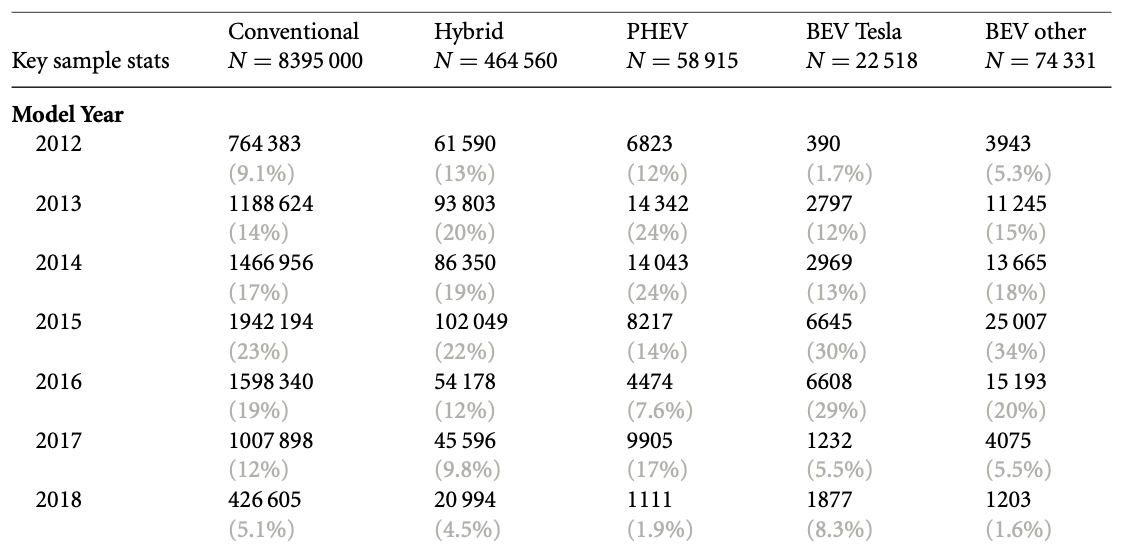 Conventional Hybrid PHEV BEV Tesla BEV other
Key sample stats N = 8395 000 N = 464 560 N = 58 915 N = 22 518 N = 74 331
Model Year
2012 764 383 61 590 6823 390 3943
(9.1%) (13%) (12%) (1.7%) (5.3%)
2013 1188 624 93 803 14 342 2797 11 245
(14%) (20%) (24%) (12%) (15%)
2014 1466 956 86 350 14 043 2969 13 665
(17%) (19%) (24%) (13%) (18%)
2015 1942 194 102 049 8217 6645 25 007
(23%) (22%) (14%) (30%) (34%)
2016 1598 340 54 178 4474 6608 15 193
(19%) (12%) (7.6%) (29%) (20%)
2017 1007 898 45 596 9905 1232 4075
(12%) (9.8%) (17%) (5.5%) (5.5%)
2018 426 605 20 994 1111 1877 1203
(5.1%) (4.5%) (1.9%) (8.3%) (1.6%)